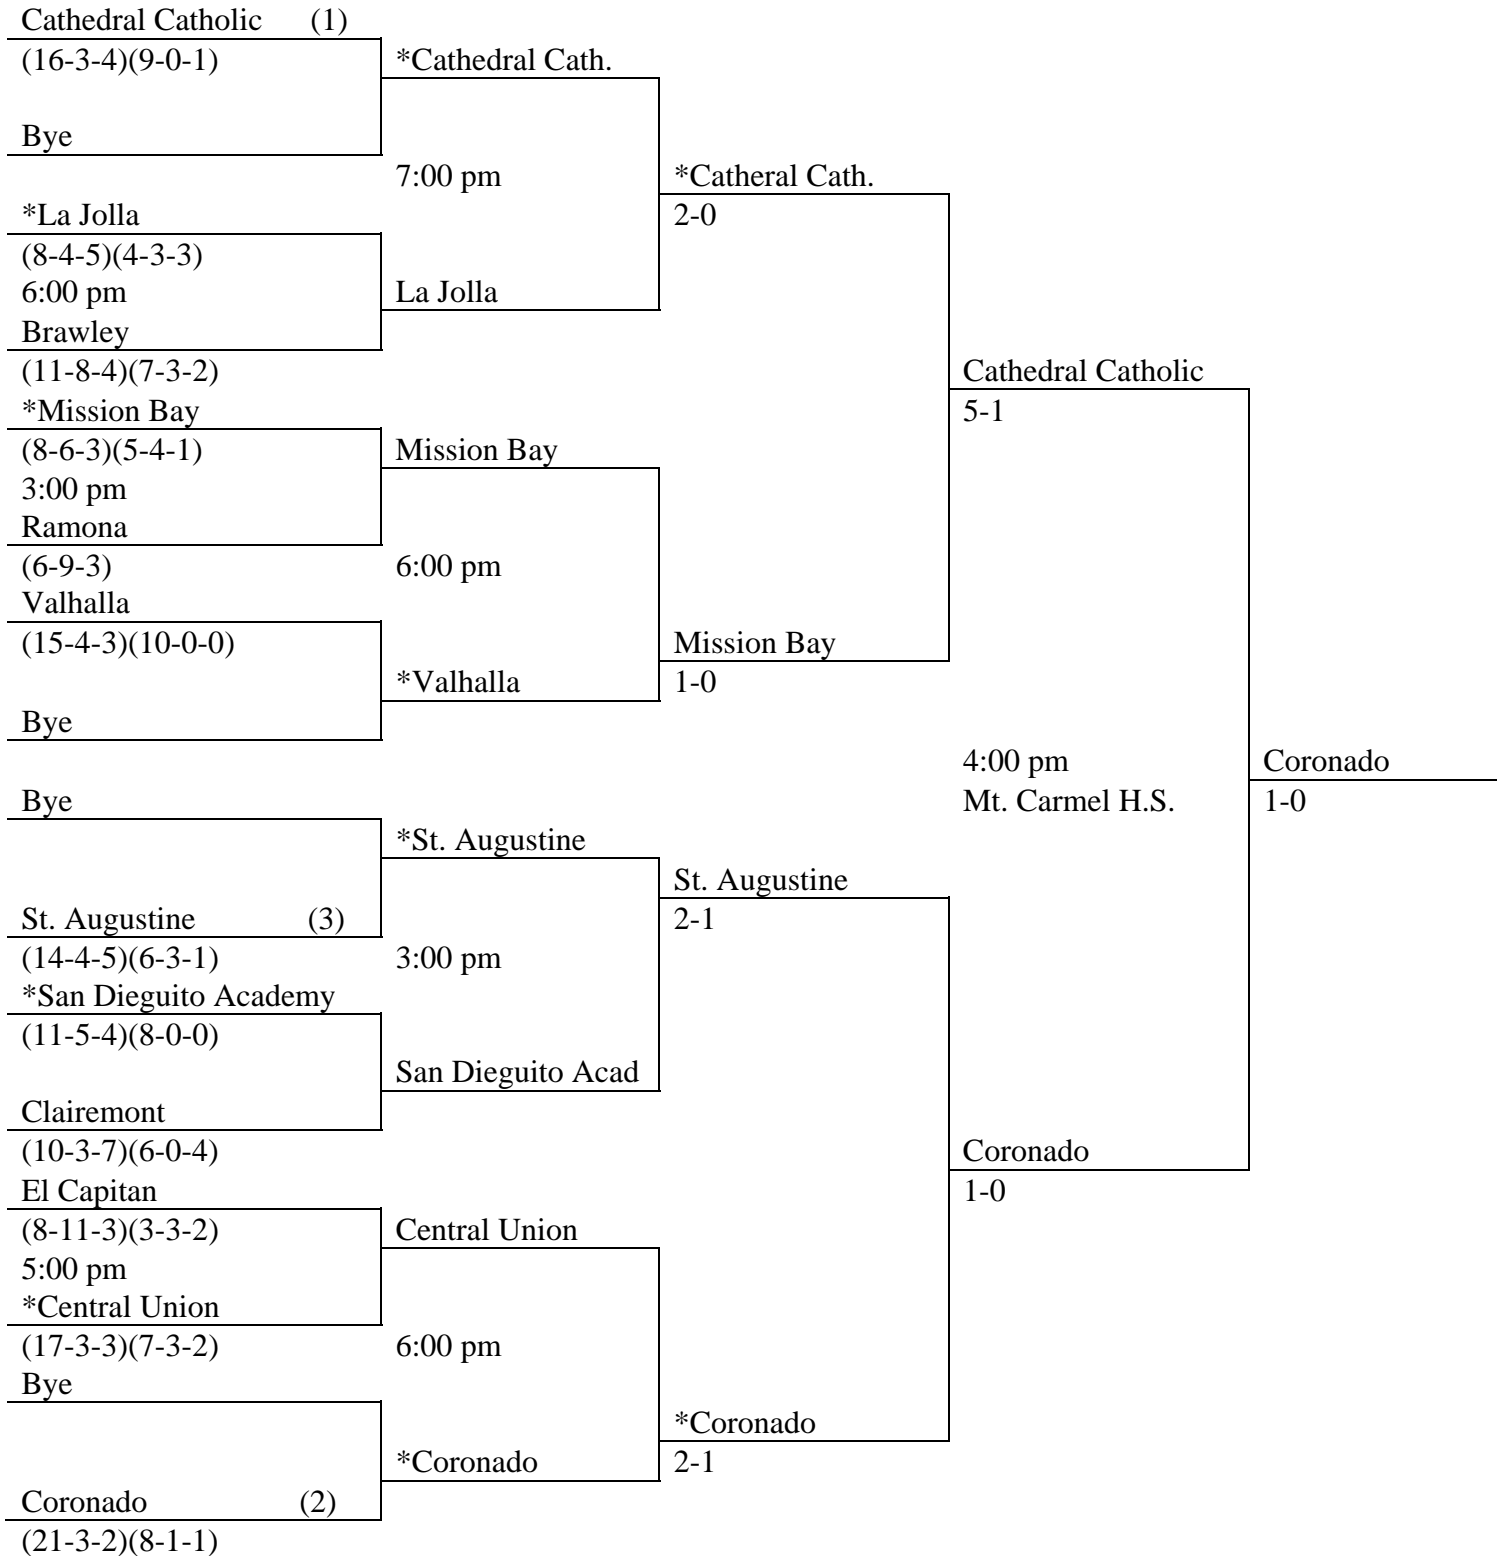 Cathedral Catholic (1)
(16-3-4)(9-0-1)
*Cathedral Cath.
Bye
7:00 pm
*Catheral Cath.
*La Jolla
2-0
(8-4-5)(4-3-3)
6:00 pm
La Jolla
Brawley
(11-8-4)(7-3-2)
Cathedral Catholic
*Mission Bay
5-1
(8-6-3)(5-4-1)
Mission Bay
3:00 pm
Ramona
(6-9-3)
6:00 pm
Valhalla
(15-4-3)(10-0-0)
Mission Bay
*Valhalla
1-0
Bye
4:00 pm
Coronado
Bye
Mt. Carmel H.S.
1-0
*St. Augustine
St. Augustine
St. Augustine (3)
2-1
(14-4-5)(6-3-1)
3:00 pm
*San Dieguito Academy
(11-5-4)(8-0-0)
San Dieguito Acad
Clairemont
(10-3-7)(6-0-4)
Coronado
El Capitan
1-0
(8-11-3)(3-3-2)
Central Union
5:00 pm
*Central Union
(17-3-3)(7-3-2)
6:00 pm
Bye
*Coronado
*Coronado
2-1
Coronado (2)
(21-3-2)(8-1-1)